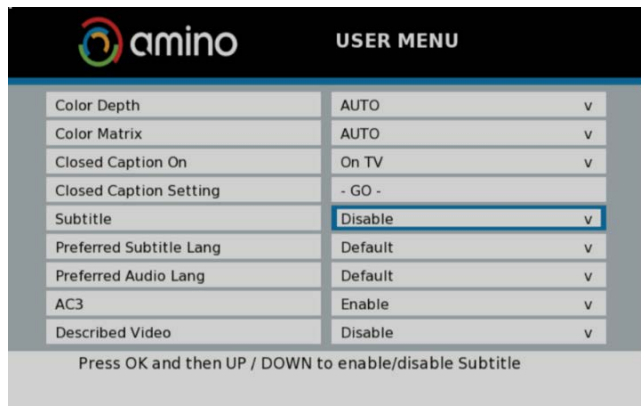 amino USER MENU
Color Depth AUTO v
Color Matrix AUTO v
Closed Caption On On TV v
Closed Caption Setting - GO -
Subtitle Disable v
Preferred Subtitle Lang Default v
Preferred Audio Lang Default v
AC3 Enable v
Described Video Disable v
Press OK and then UP / DOWN to enable/disable Subtitle